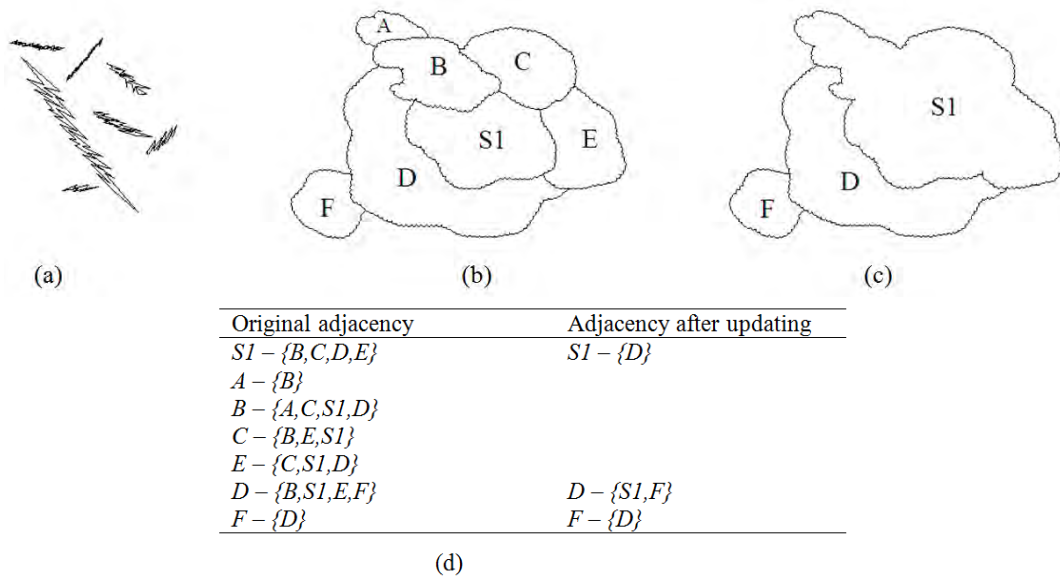 A
B
C
S1
E
D
F
S1
D
F
(a)
(b)
(c)
Original adjacency Adjacency after updating
S1 – {B,C,D,E} S1 – {D}
A – {B}
B – {A,C,S1,D}
C – {B,E,S1}
E – {C,S1,D}
D – {B,S1,E,F} D – {S1,F}
F – {D} F – {D}
(d)